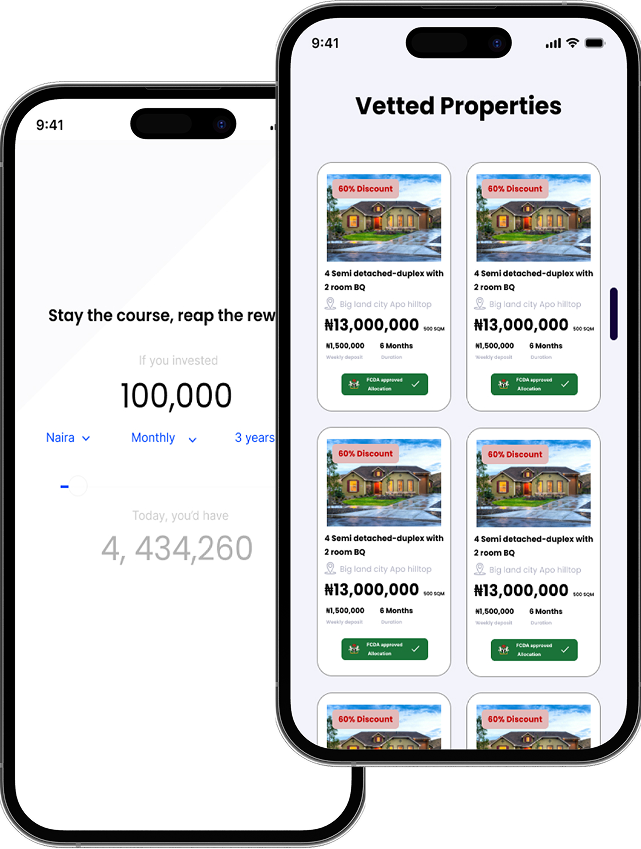 9:41
Stay the course, reap the rew
If you invested
100,000
Naira Monthly 3 years
Today, you'd have
4, 434,260
9:41
Vetted Properties
60% Discount
4 Semi detached-duplex with
2 room BQ
Big land city Apo hilltop
₦13,000,000 500 SQM
₦1,500,000 6 Months
Weekly deposit Duration
FCDA approved
Allocation
60% Discount
4 Semi detached-duplex with
2 room BQ
Big land city Apo hilltop
₦13,000,000 500 SQM
₦1,500,000 6 Months
Weekly deposit Duration
FCDA approved
Allocation
60% Discount
4 Semi detached-duplex with
2 room BQ
Big land city Apo hilltop
₦13,000,000 500 SQM
₦1,500,000 6 Months
Weekly deposit Duration
FCDA approved
Allocation
60% Discount
4 Semi detached-duplex with
2 room BQ
Big land city Apo hilltop
₦13,000,000 500 SQM
₦1,500,000 6 Months
Weekly deposit Duration
FCDA approved
Allocation
60% Discount
60% Discount